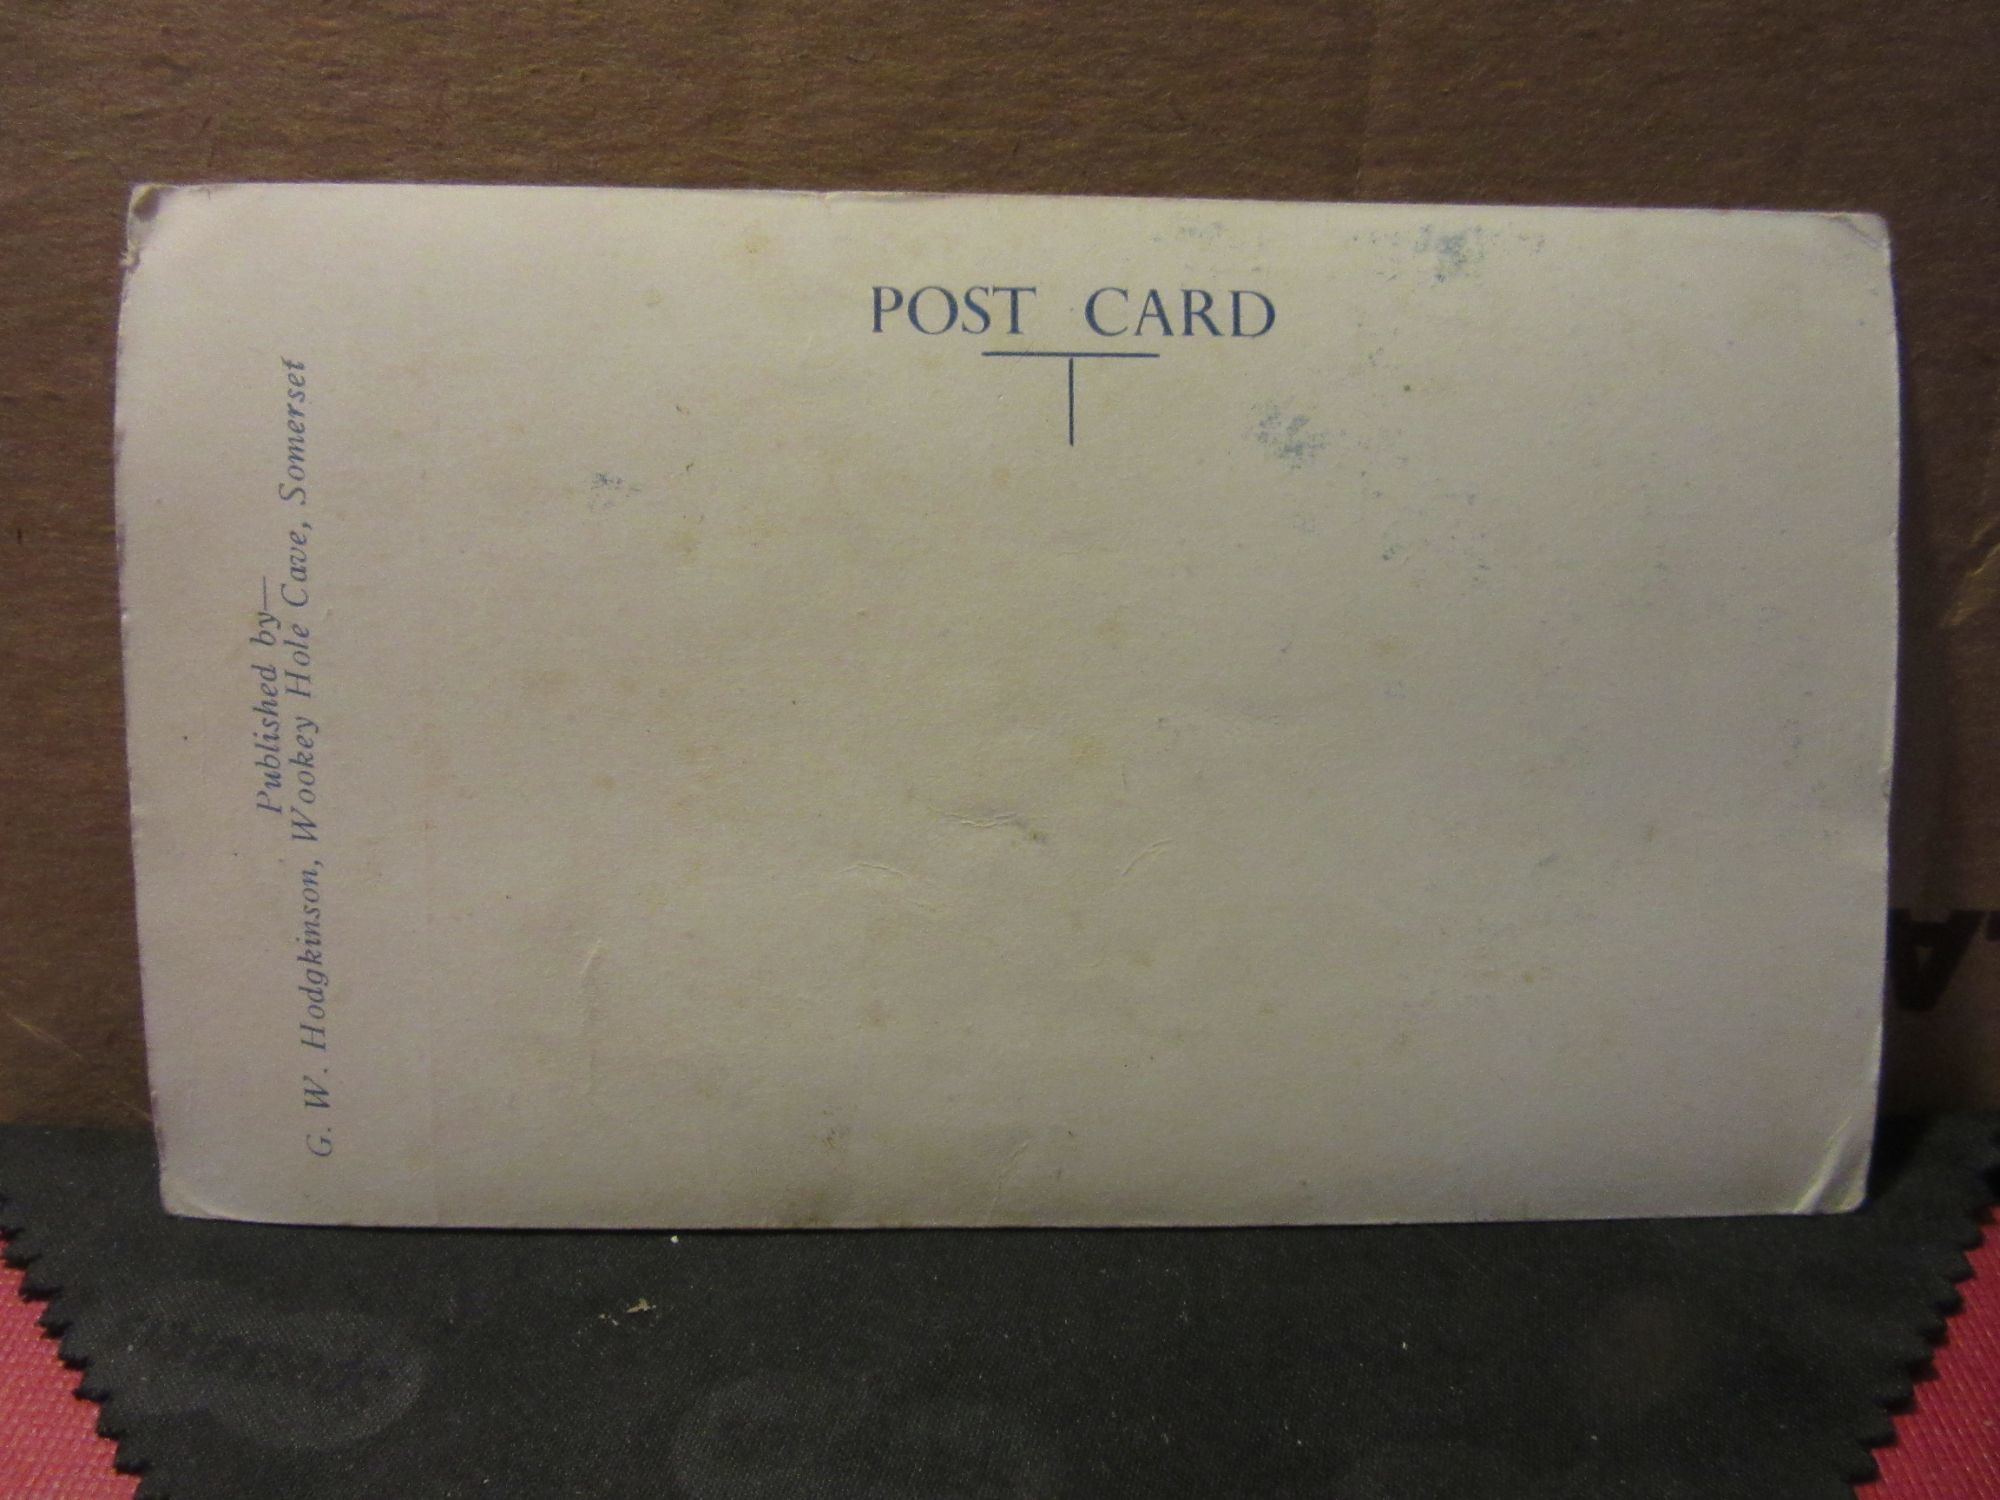 POST CARD
Published by—
G. W. Hodgkinson, Wookey Hole Cave, Somerset